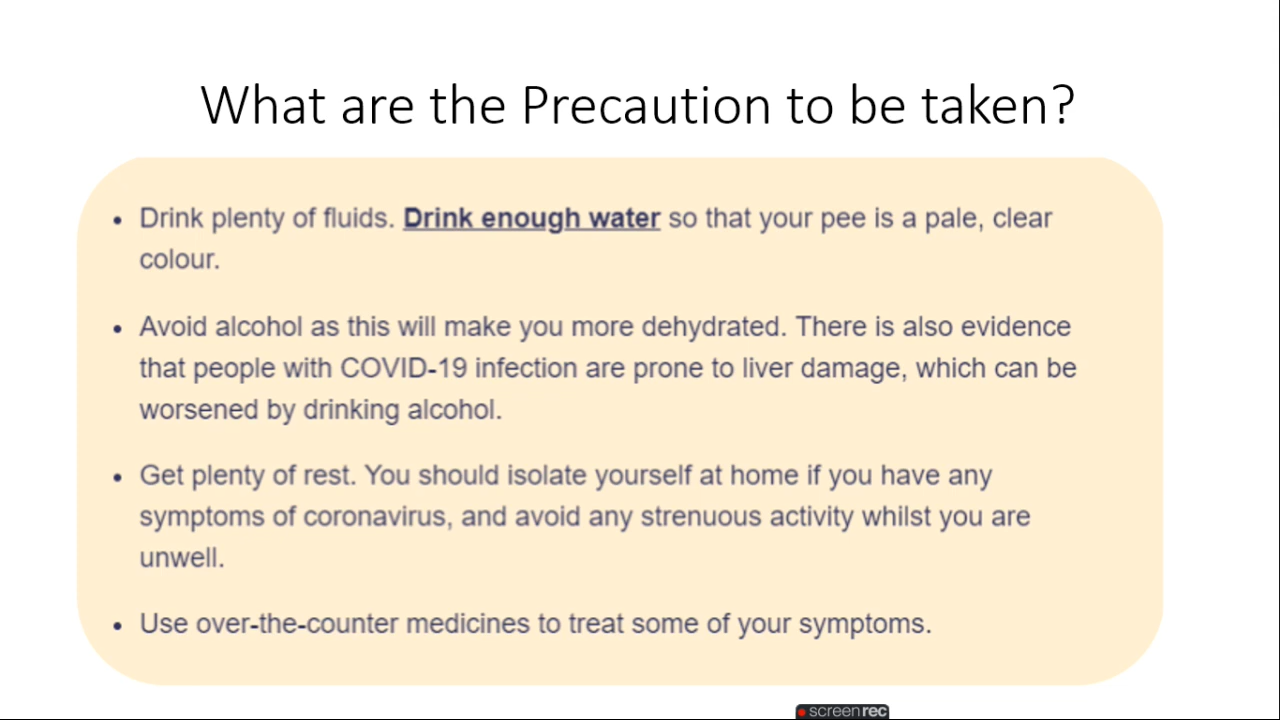 What are the Precaution to be taken?
• Drink plenty of fluids. Drink enough water so that your pee is a pale, clear
colour.
• Avoid alcohol as this will make you more dehydrated. There is also evidence
that people with COVID-19 infection are prone to liver damage, which can be
worsened by drinking alcohol.
• Get plenty of rest. You should isolate yourself at home if you have any
symptoms of coronavirus, and avoid any strenuous activity whilst you are
unwell.
• Use over-the-counter medicines to treat some of your symptoms.
screenrec